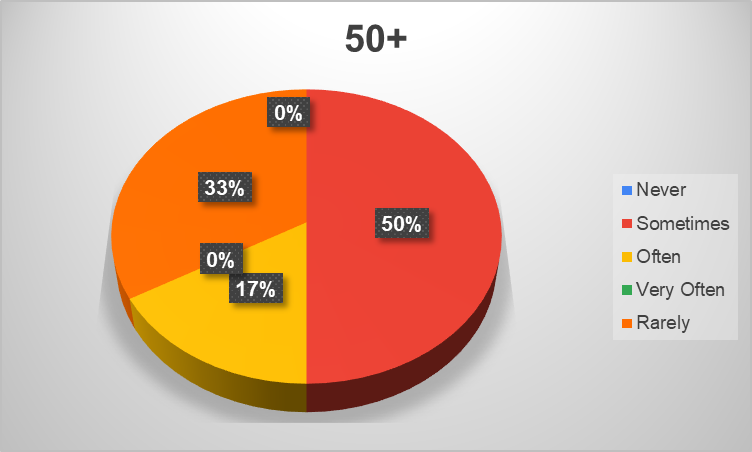 50+
0%
33%
50%
0%
17%
Never
Sometimes
Often
Very Often
Rarely